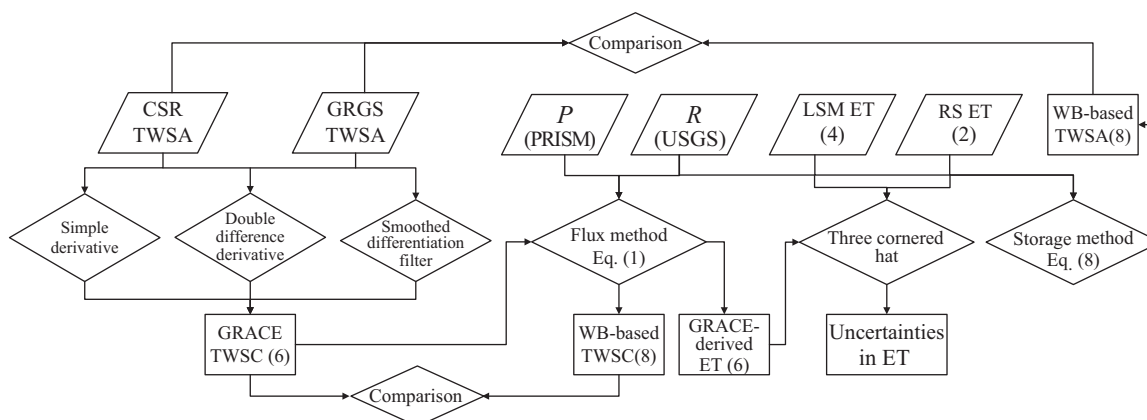 Comparison
CSR
TWSA
GRGS
TWSA
P
(PRISM)
R
(USGS)
LSM ET
(4)
RS ET
(2)
WB-based
TWSA(8)
Simple
derivative
Double
difference
derivative
Smoothed
differentiation
filter
Flux method
Eq. (1)
Three cornered
hat
Storage method
Eq. (8)
GRACE
TWSC (6)
WB-based
TWSC(8)
GRACE-
derived
ET (6)
Uncertainties
in ET
Comparison